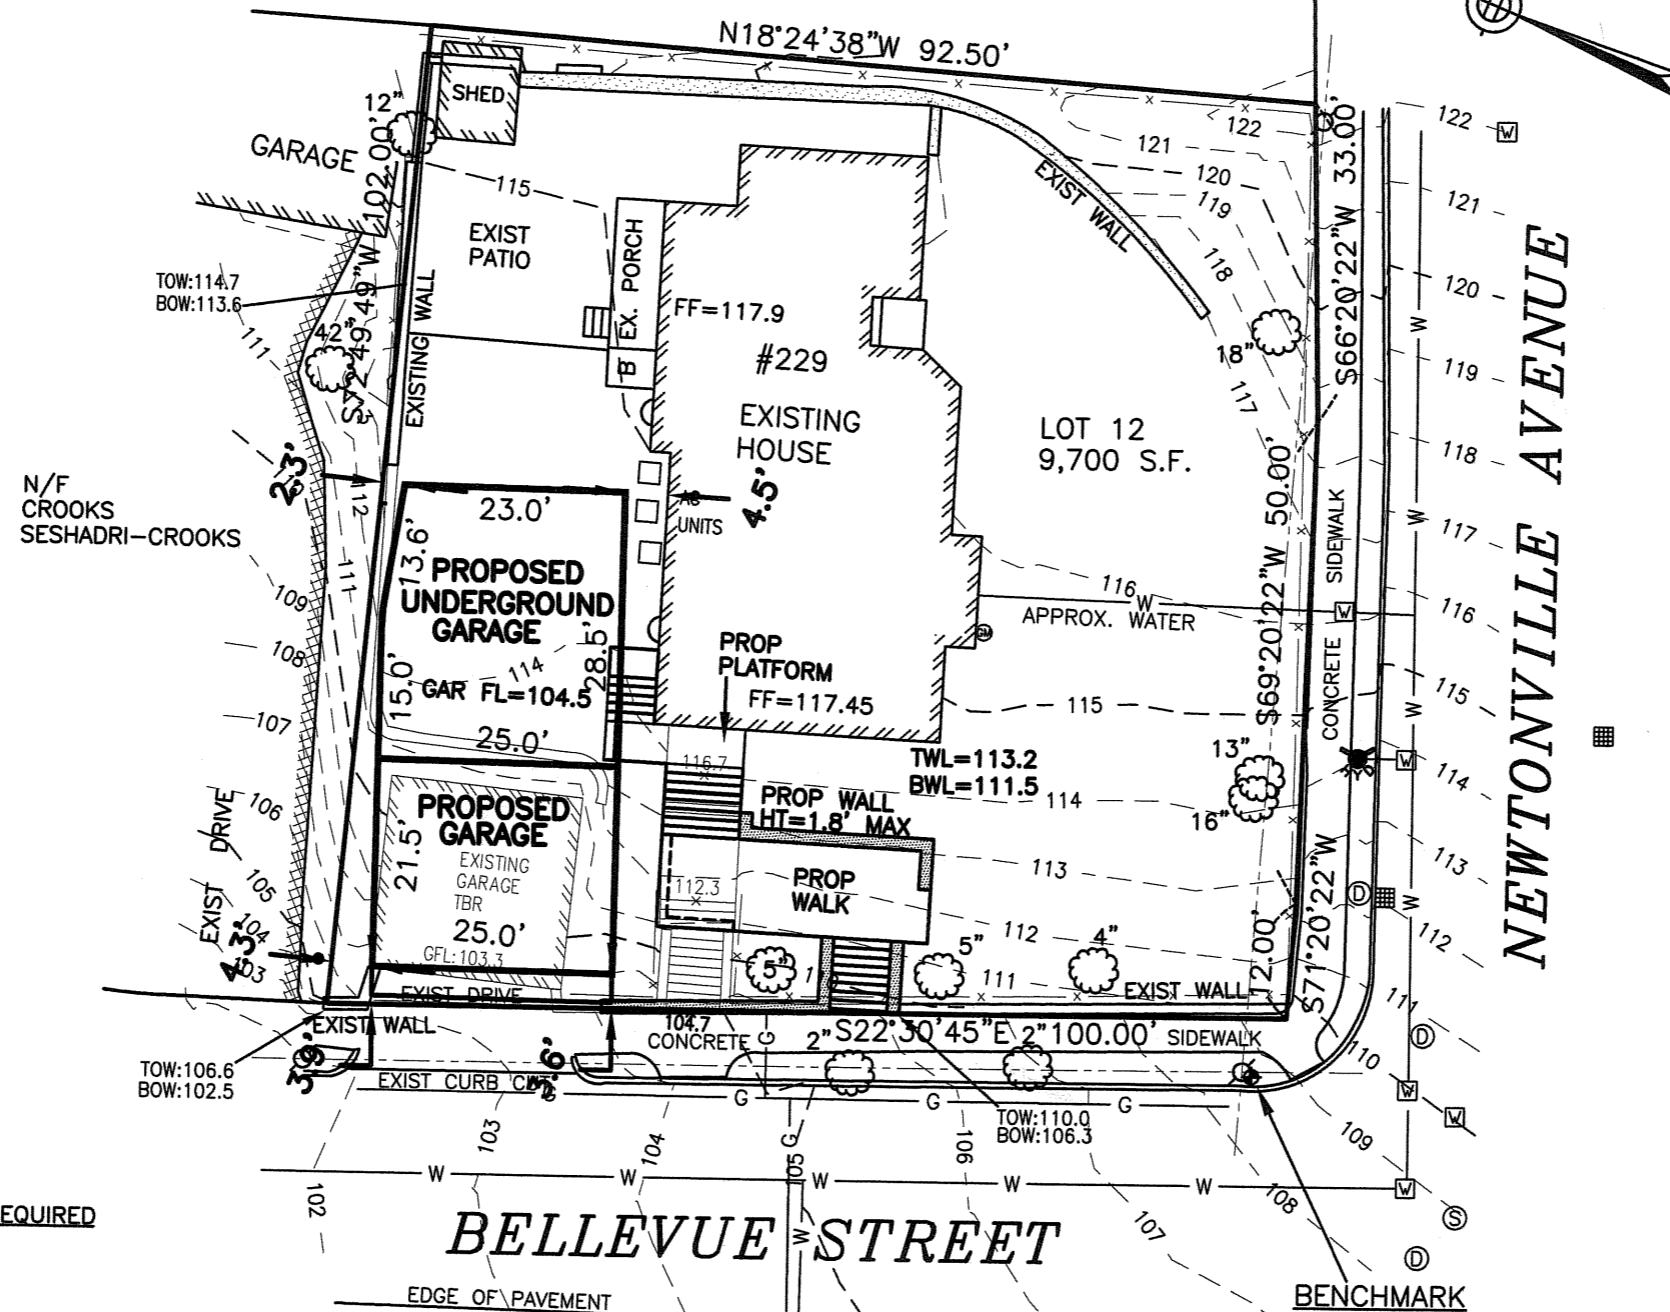 N18°24'38"W 92.50'
SHED
12"
GARAGE
102.00'
S72°49'49"W
115
EXIST
PATIO
EX. PORCH
B
FF=117.9
#229
EXISTING
HOUSE
EXIST WALL
122
121
120
119
118
117
18"
LOT 12
9,700 S.F.
S66°20'22"W 33.00'
122
121
120
119
118
117
116
115
114
113
112
111
110
109
108
107
NEWTONVILLE AVENUE
TOW:114.7
BOW:113.6
111
42"
EXISTING WALL
2.3'
112
111
N/F
CROOKS
SESHADRI-CROOKS
109
108
107
106
105
104
103
EXIST DRIVE
4.3'
23.0'
13.6'
PROPOSED
UNDERGROUND
GARAGE
114
28.5'
15.0'
GAR FL=104.5
25.0'
AC
UNITS
4.5'
PROP
PLATFORM
FF=117.45
116
W
APPROX. WATER
GM
115
S69°20'22"W 50.00'
CONCRETE SIDEWALK
13"
16"
TWL=113.2
BWL=111.5
114
116.7
PROP WALL
HT=1.8' MAX
113
PROPOSED
GARAGE
21.5'
EXISTING
GARAGE
TBR
25.0'
GFL:103.3
EXIST DRIVE
112.3
PROP
WALK
112
5"
5"
4"
111
EXIST WALL
12.00'
S71°20'22"W
EXIST WALL
104.7
CONCRETE
2"
S22°30'45"E
2"
100.00'
SIDEWALK
TOW:106.6
BOW:102.5
3.9'
EXIST CURB CUT
3.6'
TOW:110.0
BOW:106.3
G G G G G G
102
103
104
105
106
W W W W W W
BELLEVUE STREET
EQUIRED
EDGE OF PAVEMENT
BENCHMARK
D
D
S
D